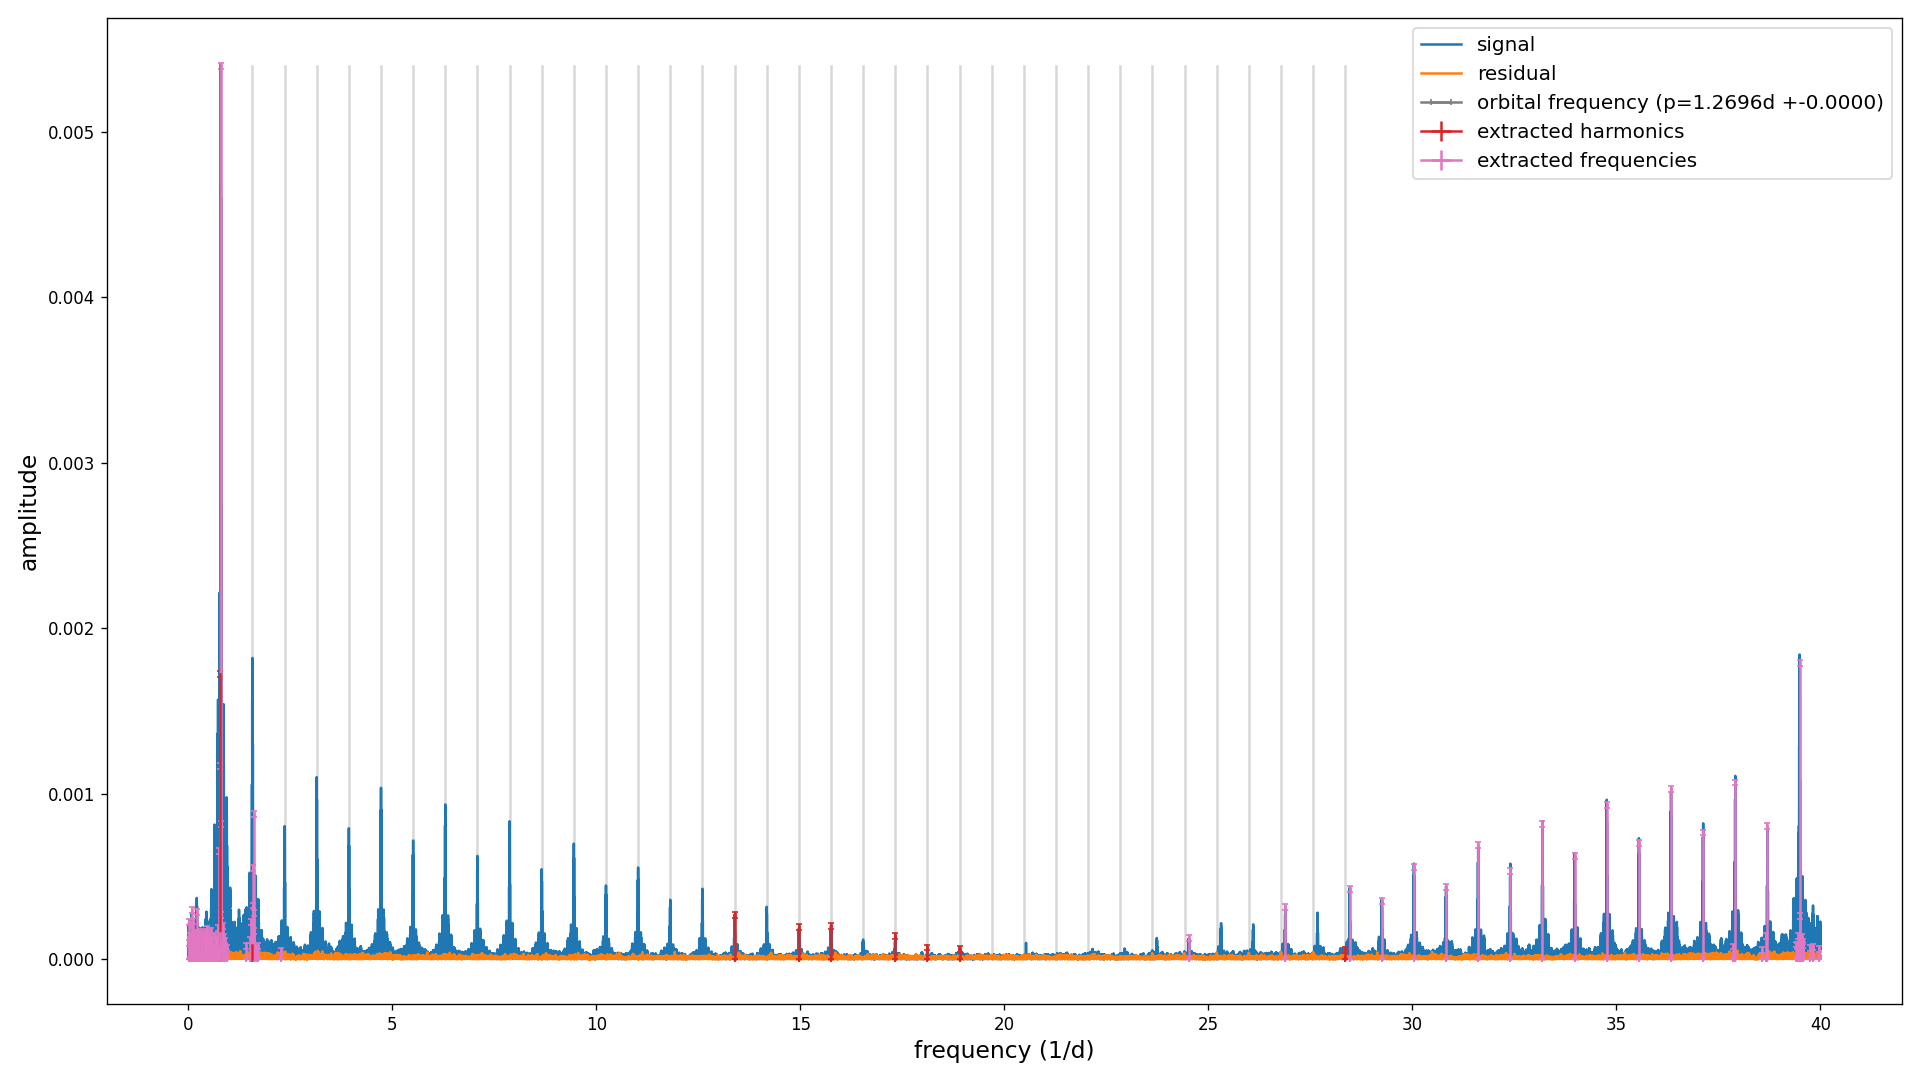 signal
residual
orbital frequency (p=1.2696d +-0.0000)
extracted harmonics
extracted frequencies
0.005
0.004
0.003
0.002
0.001
0.000
amplitude
0 5 10 15 20 25 30 35 40
frequency (1/d)